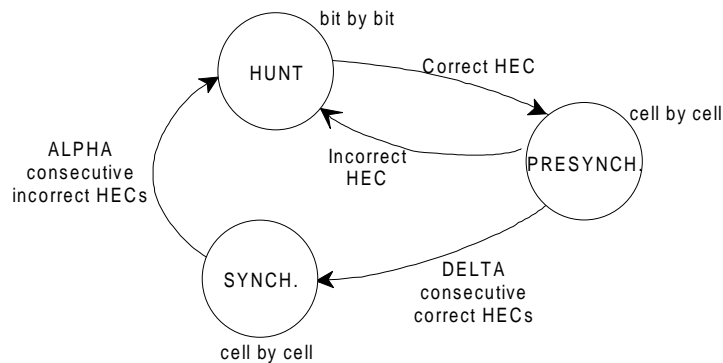 bit by bit
HUNT
Correct HEC
cell by cell
Incorrect
HEC
PRESYNCH.
ALPHA
consecutive
incorrect HECs
SYNCH.
DELTA
consecutive
correct HECs
cell by cell